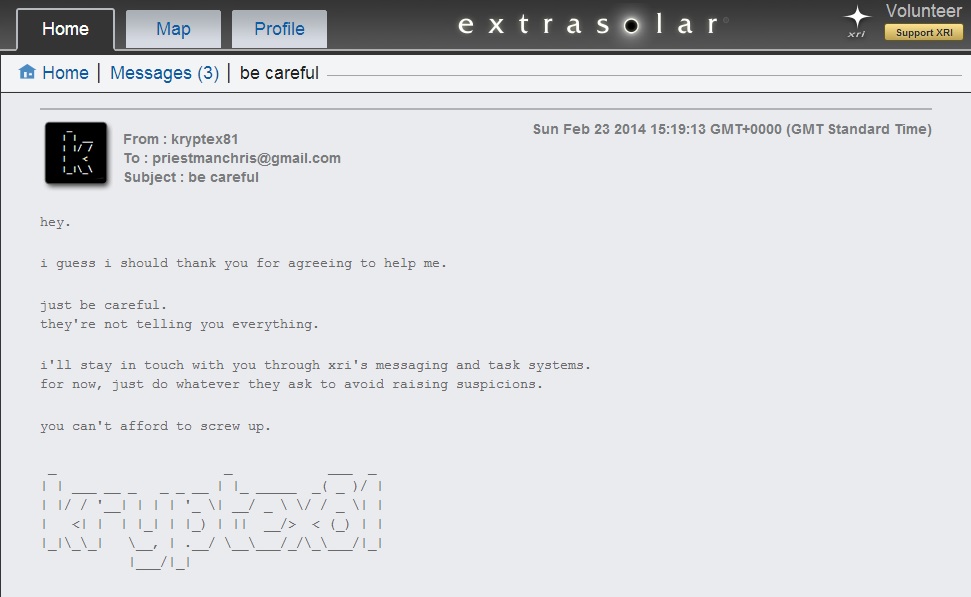 Home Map Profile extrasolar xri Volunteer
Support XRI
Home | Messages (3) | be careful
k
From : kryptex81
To : priestmanchris@gmail.com
Subject : be careful
Sun Feb 23 2014 15:19:13 GMT+0000 (GMT Standard Time)
hey.
i guess i should thank you for agreeing to help me.
just be careful.
they're not telling you everything.
i'll stay in touch with you through xri's messaging and task systems.
for now, just do whatever they ask to avoid raising suspicions.
you can't afford to screw up.
kryptex81